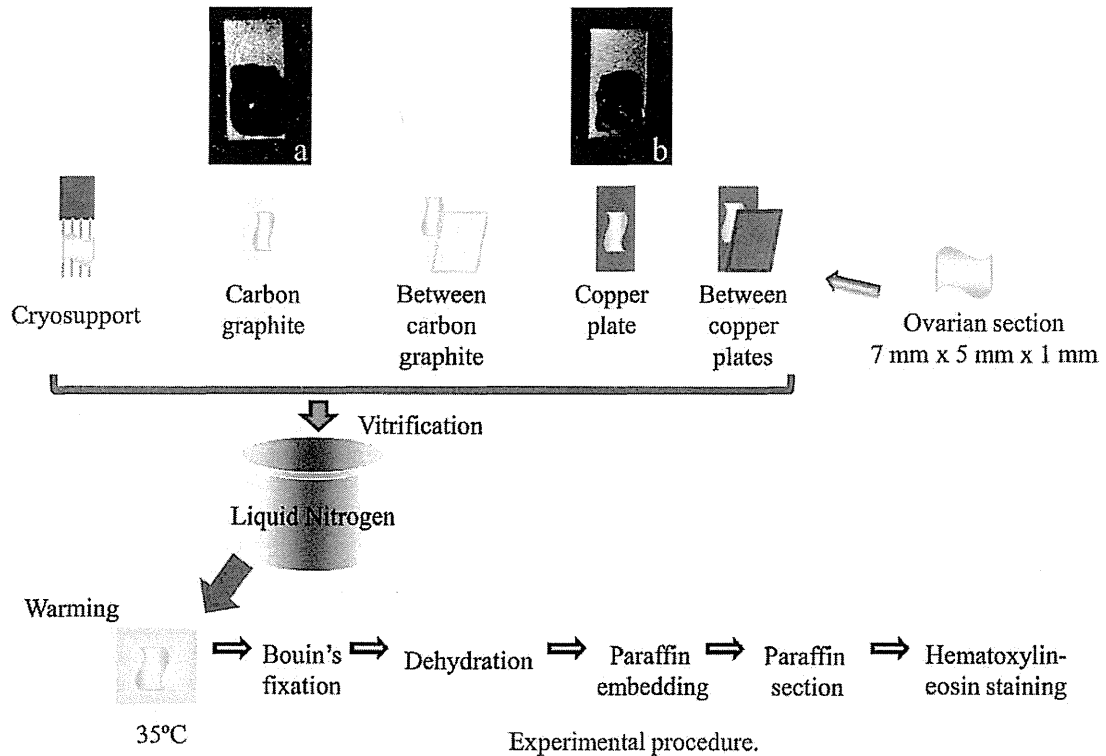 a
b
Cryosupport
Carbon
graphite
Between
carbon
graphite
Copper
plate
Between
copper
plates
Ovarian section
7 mm x 5 mm x 1 mm
Vitrification
Liquid Nitrogen
Warming
35ºC
Bouin's
fixation
Dehydration
Paraffin
embedding
Paraffin
section
Hematoxylin-
eosin staining
Experimental procedure.